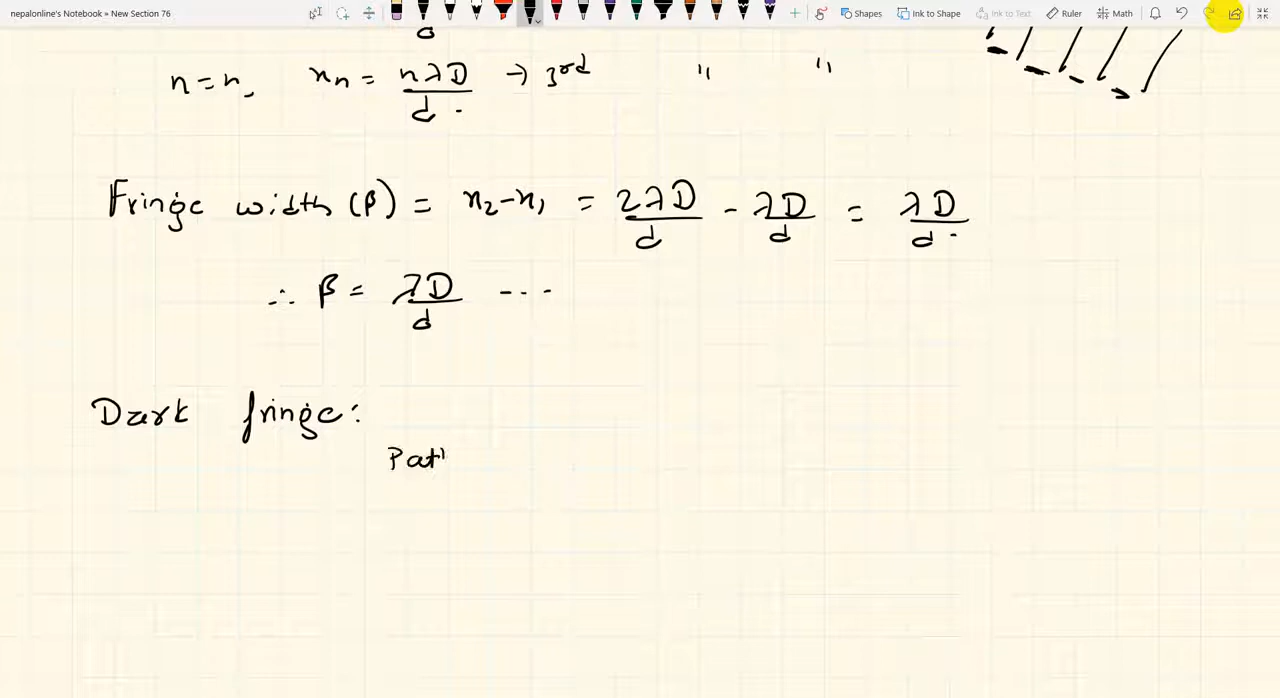 nepalonline's Notebook » New Section 76
Shapes Ink to Shape Ink to Text Ruler Math
d
n = n, xn = nλD/d → 3rd " "
Fringe width (β) = x2 - x1 = 2λD/d - λD/d = λD/d
∴ β = λD/d ---
Dark fringe:
Pat